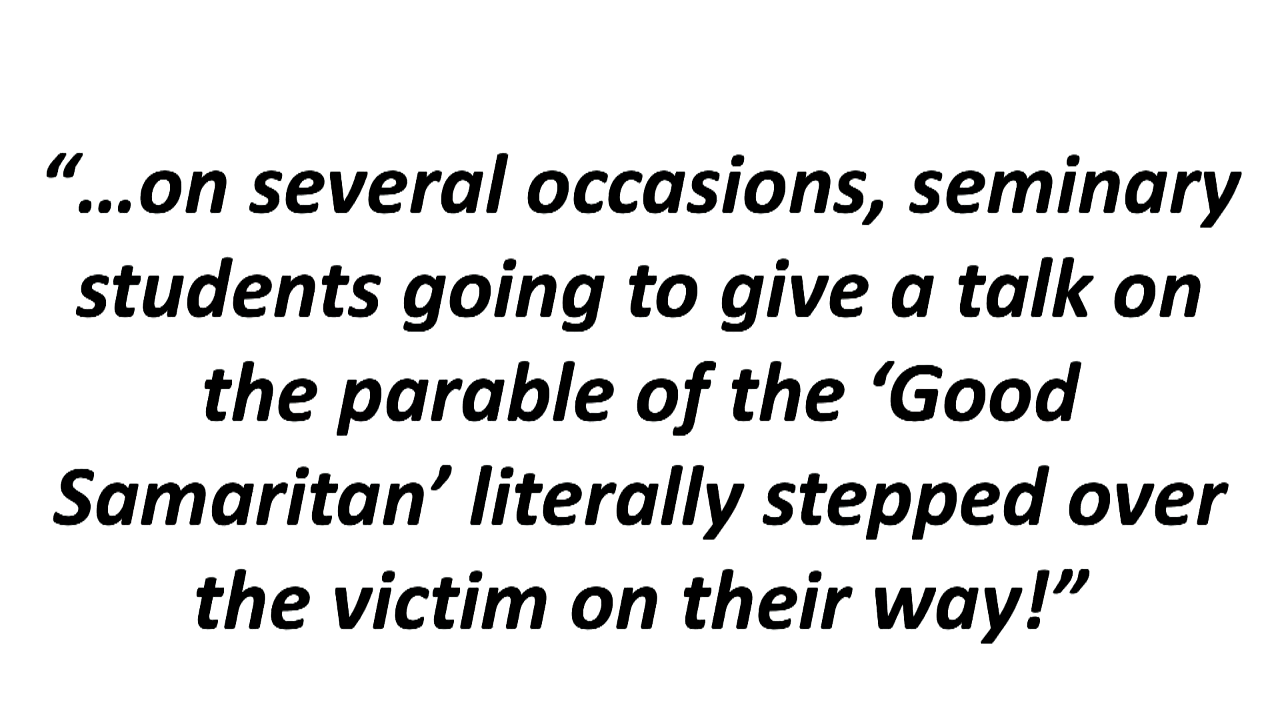 “…on several occasions, seminary
students going to give a talk on
the parable of the ‘Good
Samaritan’ literally stepped over
the victim on their way!”